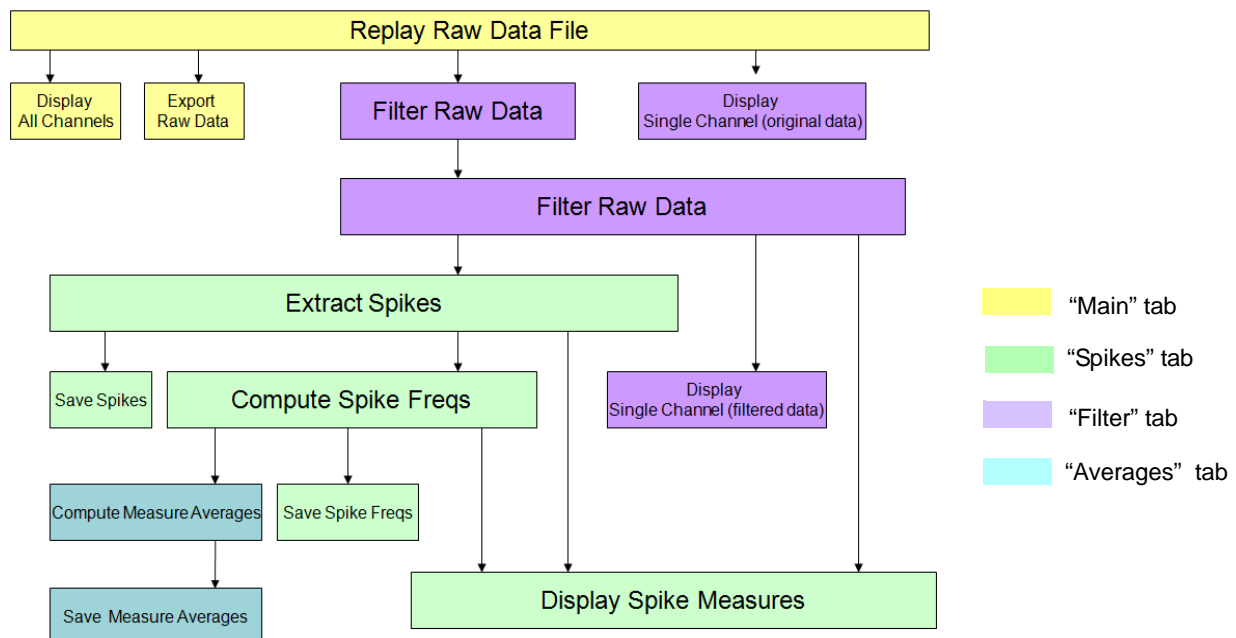 Replay Raw Data File
Display
All Channels
Export
Raw Data
Filter Raw Data
Display
Single Channel (original data)
Filter Raw Data
Extract Spikes
Save Spikes
Compute Spike Freqs
Display
Single Channel (filtered data)
Compute Measure Averages
Save Spike Freqs
Save Measure Averages
Display Spike Measures
“Main” tab
“Spikes” tab
“Filter” tab
“Averages” tab